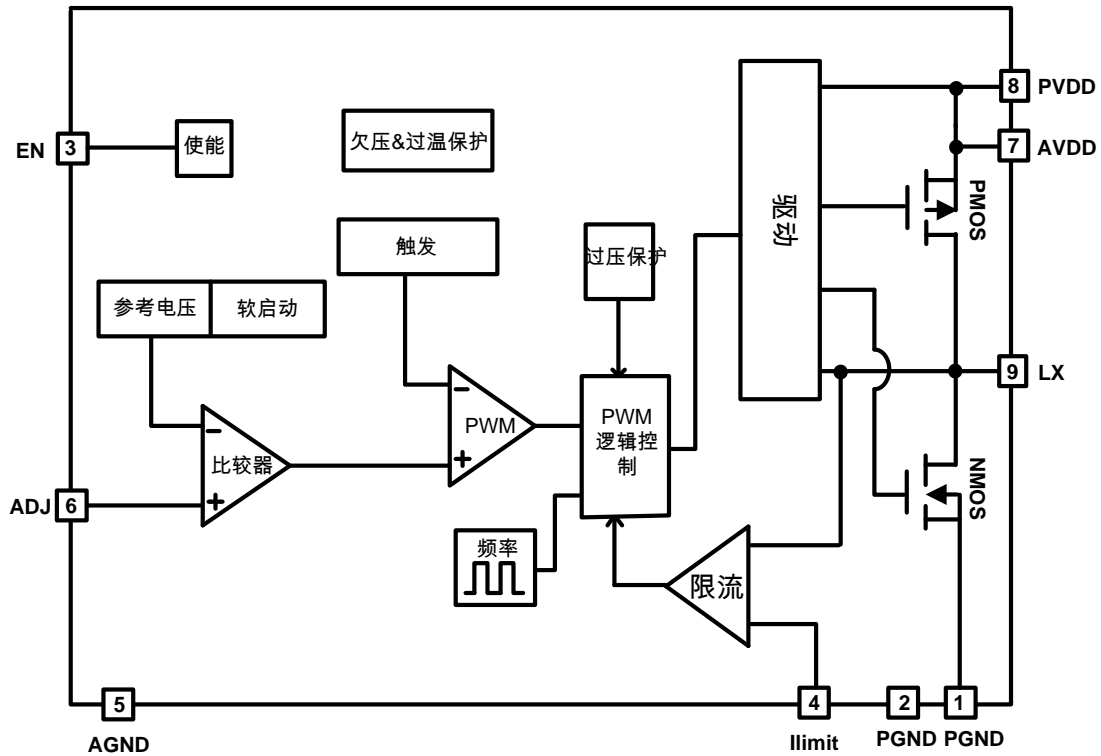 8 PVDD
EN 3
使能
欠压&过温保护
7 AVDD
PMOS
驱动
触发
过压保护
参考电压
软启动
9 LX
PWM
PWM
逻辑控
制
比较器
NMOS
ADJ 6
频率
限流
5
4
2
1
AGND
Ilimit
PGND
PGND